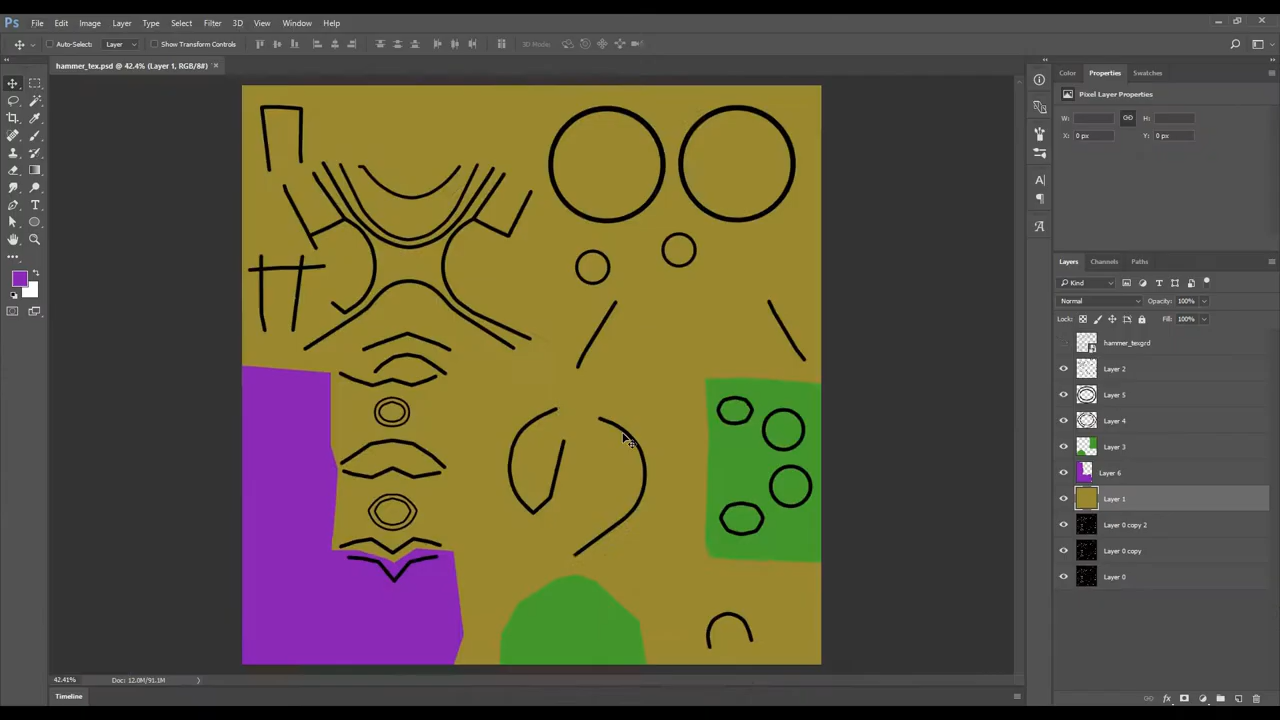 Ps File Edit Image Layer Type Select Filter 3D View Window Help
Auto-Select: Layer Show Transform Controls 3D Mode:
hammer_tex.psd @ 42.4% (Layer 1, RGB/8#)
Color Properties Swatches
Pixel Layer Properties
W: H:
X: 0 px Y: 0 px
Layers Channels Paths
Kind
Normal Opacity: 100%
Lock: Fill: 100%
hammer_texgrd
Layer 2
Layer 5
Layer 4
Layer 3
Layer 6
Layer 1
Layer 0 copy 2
Layer 0 copy
Layer 0
42.41% Doc: 12.0M/91.1M
Timeline